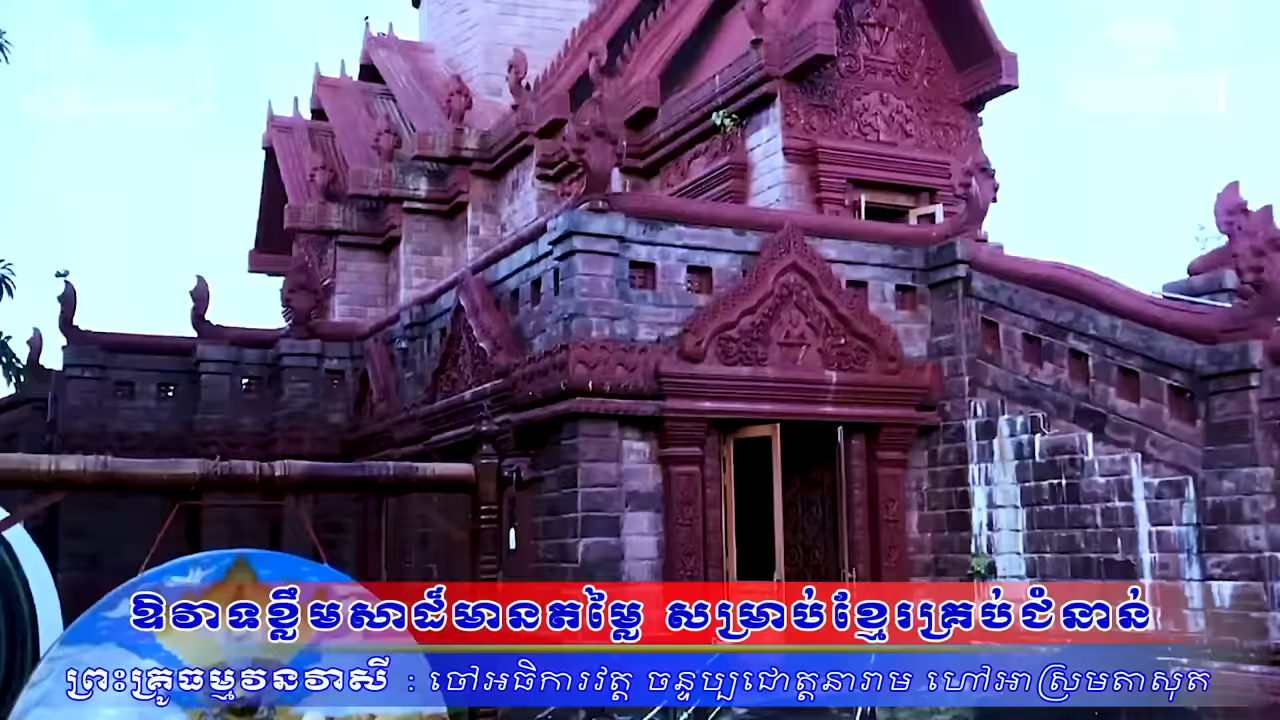 ឱវាទខ្លឹមសាដ៏មានតម្លៃ សម្រាប់ខ្មែរគ្រប់ជំនាន់
ព្រះគ្រូធម្មវនវាសី : ចៅអធិការវត្ត ចន្ទប្បជោត្តនារាម ហៅអាស្រមតាសុត